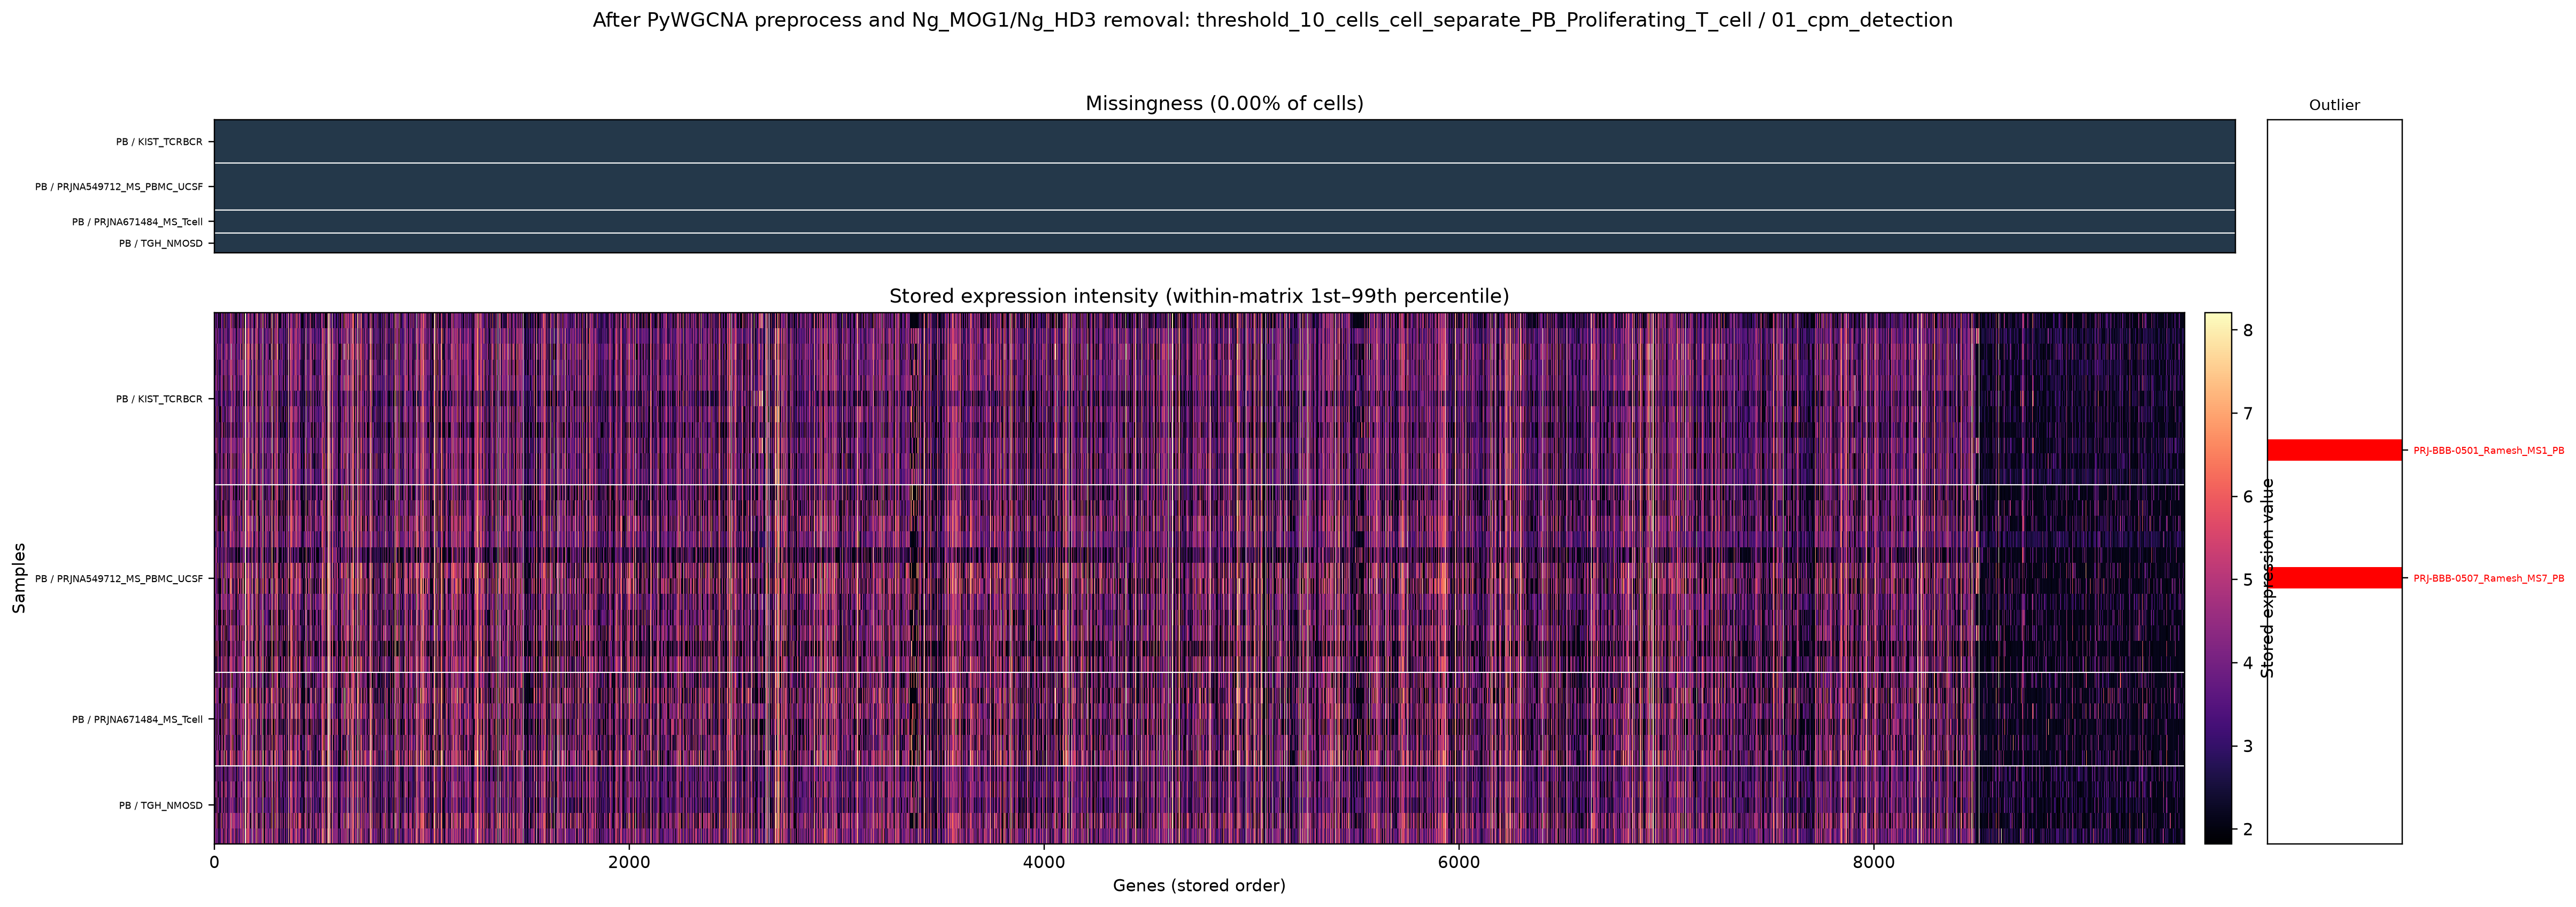 After PyWGCNA preprocess and Ng_MOG1/Ng_HD3 removal: threshold_10_cells_cell_separate_PB_Proliferating_T_cell / 01_cpm_detection
Missingness (0.00% of cells)
Outlier
PB / KIST_TCRBCR
PB / PRJNA549712_MS_PBMC_UCSF
PB / PRJNA671484_MS_Tcell
PB / TGH_NMOSD
Stored expression intensity (within-matrix 1st–99th percentile)
Samples
PB / KIST_TCRBCR
PB / PRJNA549712_MS_PBMC_UCSF
PB / PRJNA671484_MS_Tcell
PB / TGH_NMOSD
0
2000
4000
6000
8000
Genes (stored order)
8
7
6
5
4
3
2
Stored expression value
PRJ-BBB-0501_Ramesh_MS1_PB
PRJ-BBB-0507_Ramesh_MS7_PB